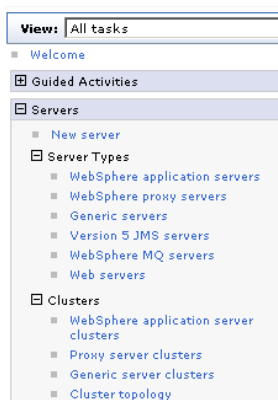 View: All tasks
Welcome
Guided Activities
Servers
New server
Server Types
WebSphere application servers
WebSphere proxy servers
Generic servers
Version 5 JMS servers
WebSphere MQ servers
Web servers
Clusters
WebSphere application server
clusters
Proxy server clusters
Generic server clusters
Cluster topology